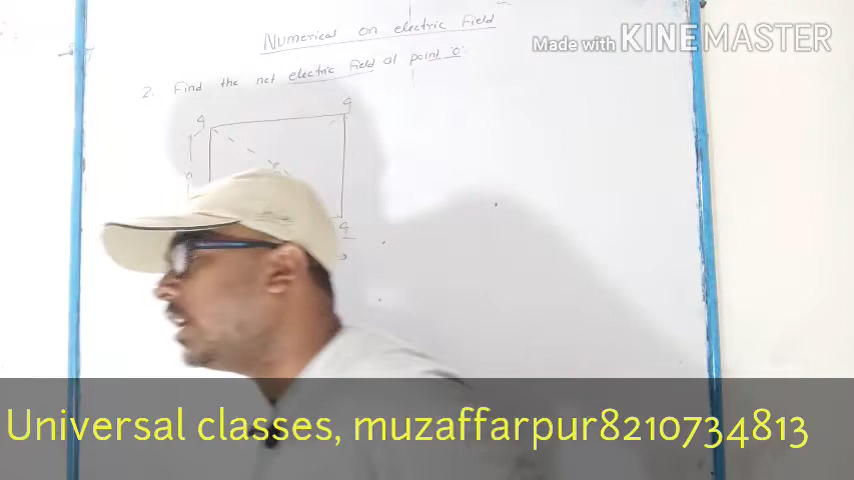 Numerical on electric Field
Made with KINEMASTER
2. Find the net electric Field at point 'O'.
q
q
a
q
Universal classes, muzaffarpur8210734813